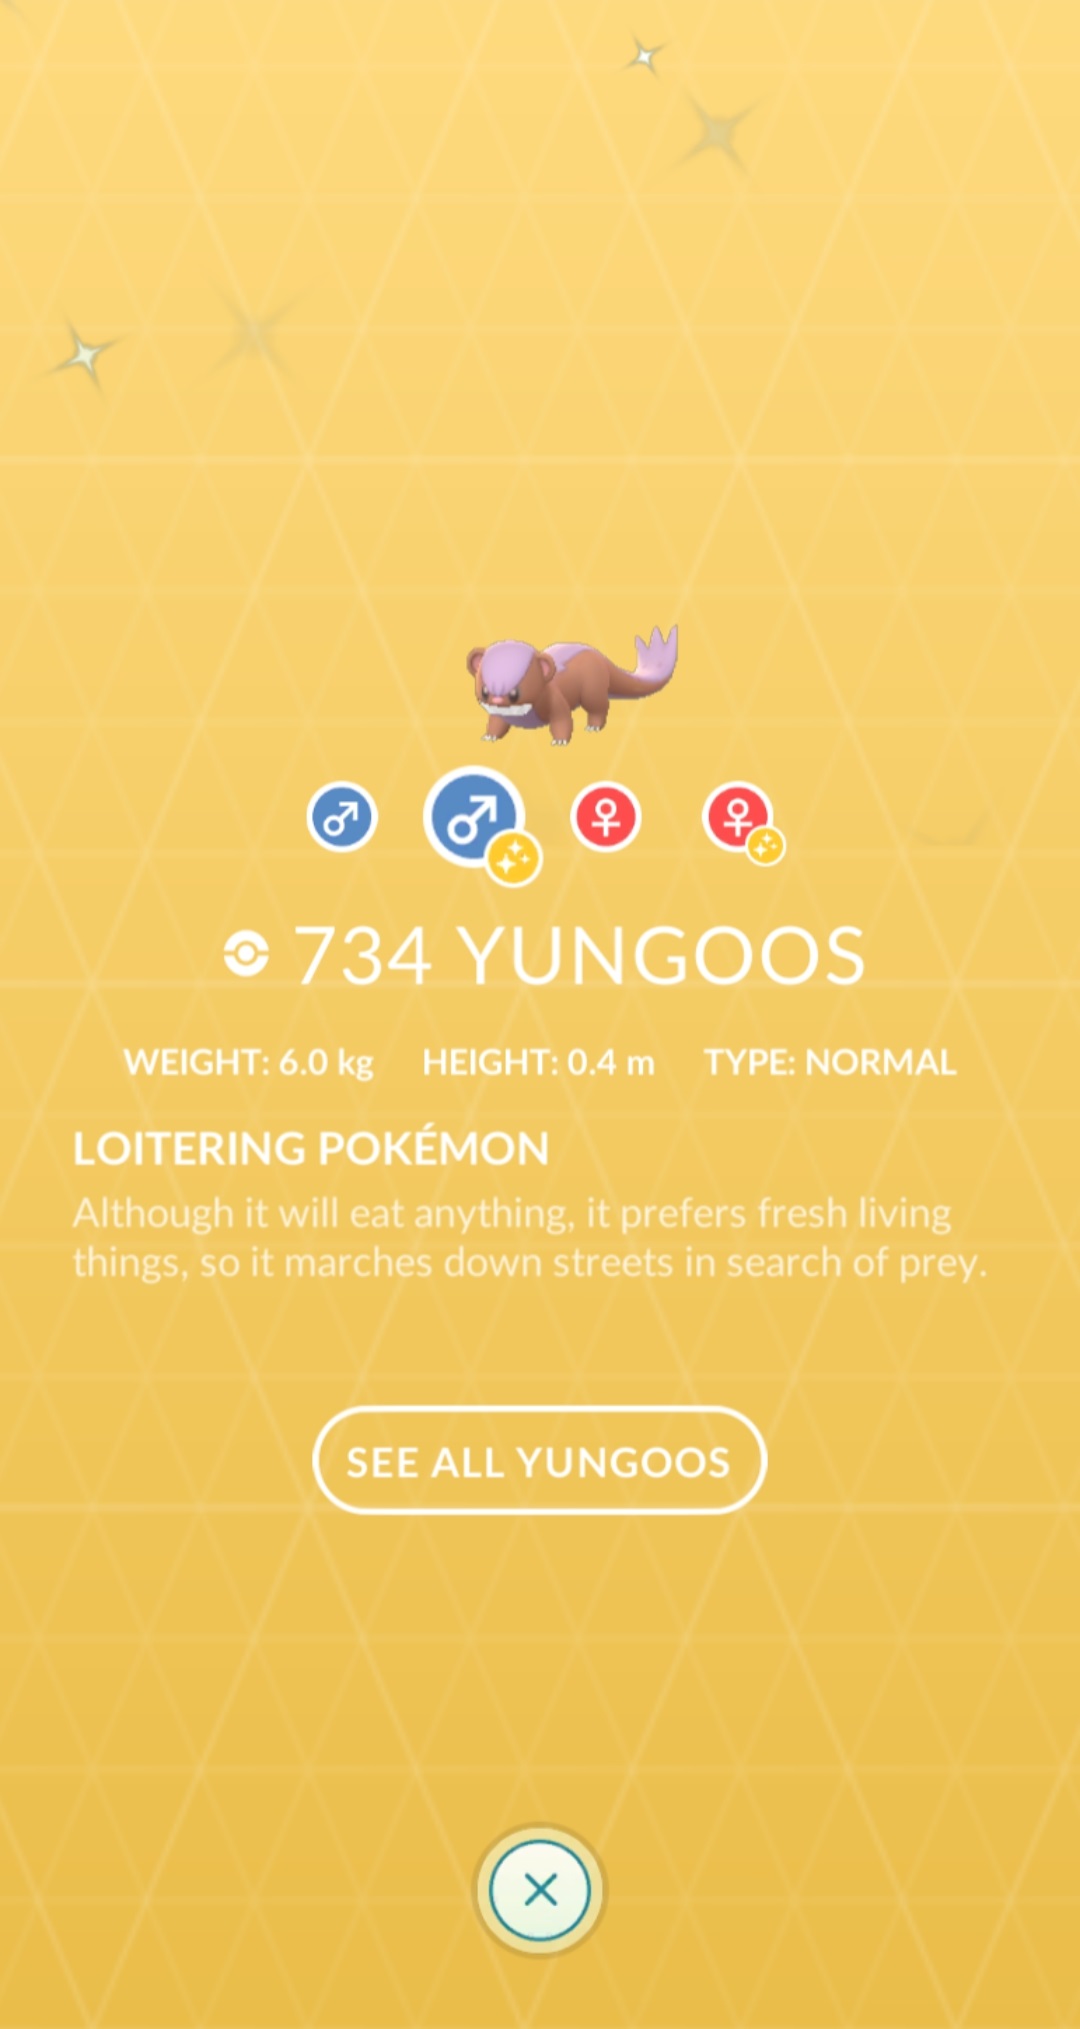 734 YUNGOOS
WEIGHT: 6.0 kg HEIGHT: 0.4 m TYPE: NORMAL
LOITERING POKÉMON
Although it will eat anything, it prefers fresh living
things, so it marches down streets in search of prey.
SEE ALL YUNGOOS